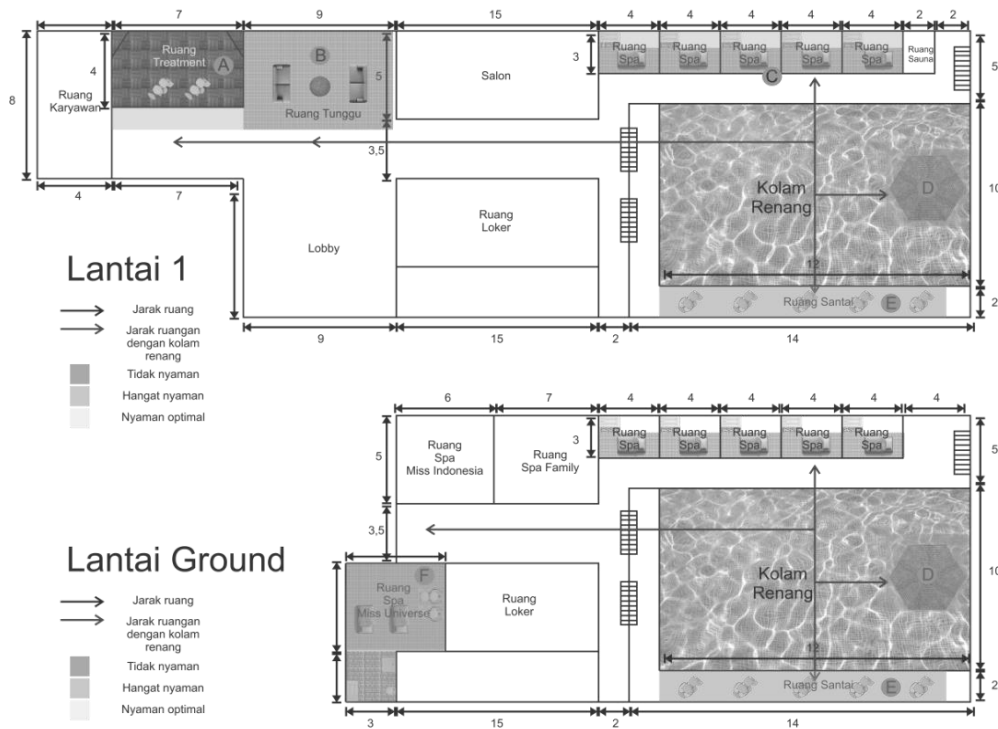 7
9
15
4
4
4
4
4
2
2
Ruang
Treatment
A
B
4
5
Ruang Tunggu
Salon
3
Ruang
Spa
Ruang
Spa
Ruang
Spa
Ruang
Spa
Ruang
Spa
Ruang
Sauna
C
5
8
Ruang
Karyawan
3,5
4
7
Kolam
Renang
D
10
Ruang
Loker
Lobby
12
Ruang Santai
E
2
9
15
2
14
Lantai 1
Jarak ruang
Jarak ruangan
dengan kolam
renang
Tidak nyaman
Hangat nyaman
Nyaman optimal
6
7
4
4
4
4
4
4
5
Ruang
Spa
Miss Indonesia
Ruang
Spa Family
3
Ruang
Spa
Ruang
Spa
Ruang
Spa
Ruang
Spa
Ruang
Spa
5
3,5
Kolam
Renang
D
10
F
Ruang
Spa
Miss Universe
Ruang
Loker
12
Ruang Santai
E
2
3
15
2
14
Lantai Ground
Jarak ruang
Jarak ruangan
dengan kolam
renang
Tidak nyaman
Hangat nyaman
Nyaman optimal